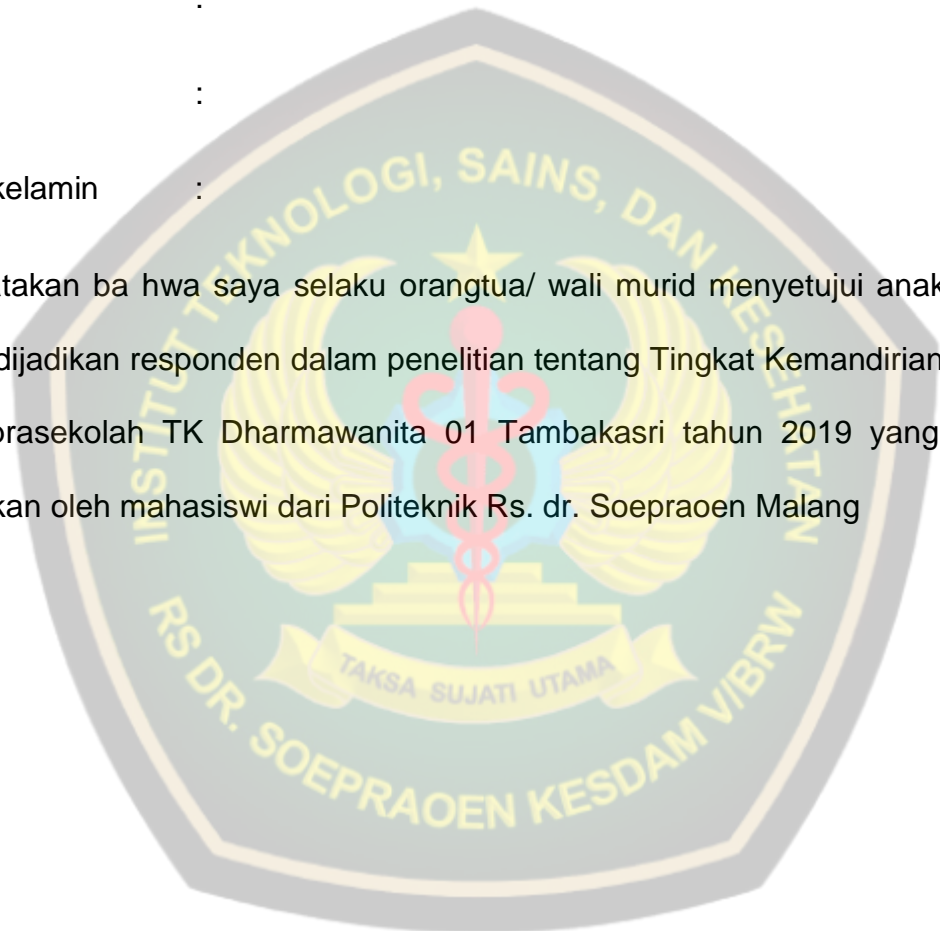 :
:
kelamin :
takan ba hwa saya selaku orangtua/ wali murid menyetujui anak
dijadikan responden dalam penelitian tentang Tingkat Kemandirian
prasekolah TK Dharmawanita 01 Tambakasri tahun 2019 yang
kan oleh mahasiswi dari Politeknik Rs. dr. Soepraoen Malang
INSTITUT TEKNOLOGI, SAINS, DAN KESEHATAN
TAKSA SUJATI UTAMA
RS DR. SOEPRAOEN KESDAM V/BRW